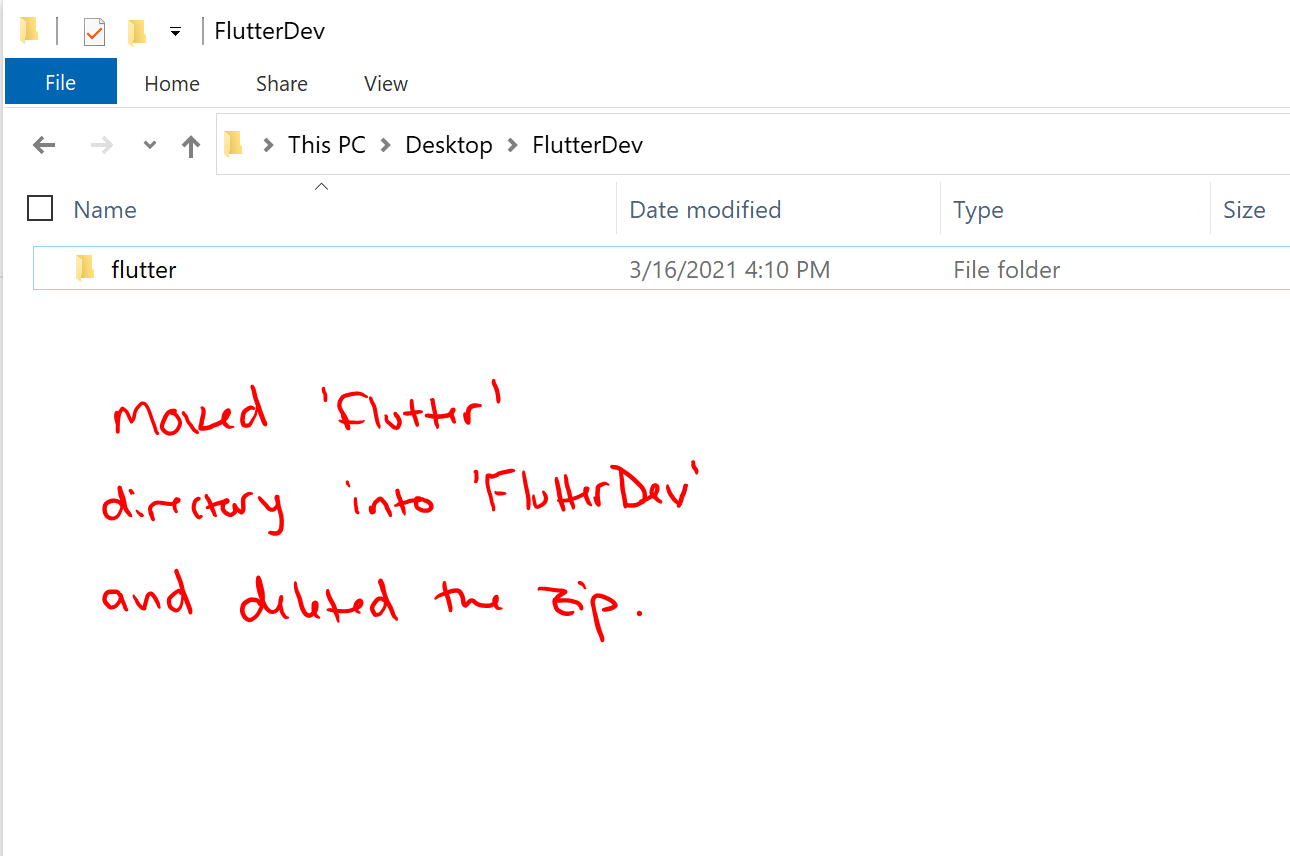 FlutterDev
File Home Share View
This PC > Desktop > FlutterDev
Name Date modified Type Size
flutter 3/16/2021 4:10 PM File folder
Moved 'Flutter'
directory into 'FlutterDev'
and deleted the zip.